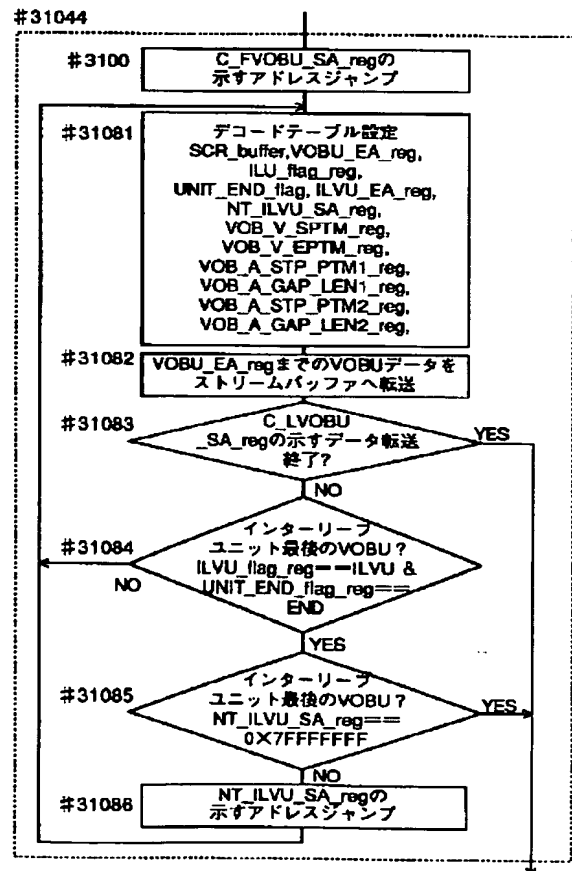 #31044
#3100
C_FVOBU_SA_regの
示すアドレスジャンプ
#31081
デコードテーブル設定
SCR_buffer,VOBU_EA_reg,
ILU_flag_reg,
UNIT_END_flag, ILVU_EA_reg,
NT_ILVU_SA_reg,
VOB_V_SPTM_reg,
VOB_V_EPTM_reg,
VOB_A_STP_PTM1_reg,
VOB_A_GAP_LEN1_reg,
VOB_A_STP_PTM2_reg,
VOB_A_GAP_LEN2_reg,
#31082
VOBU_EA_regまでのVOBUデータを
ストリームバッファへ転送
#31083
C_LVOBU
_SA_regの示すデータ転送
終了?
YES
NO
#31084
インターリーブ
ユニット最後のVOBU?
ILVU_flag_reg==ILVU &
UNIT_END_flag_reg==
END
NO
YES
#31085
インターリーブ
ユニット最後のVOBU?
NT_ILVU_SA_reg==
0X7FFFFFFF
YES
NO
#31086
NT_ILVU_SA_regの
示すアドレスジャンプ